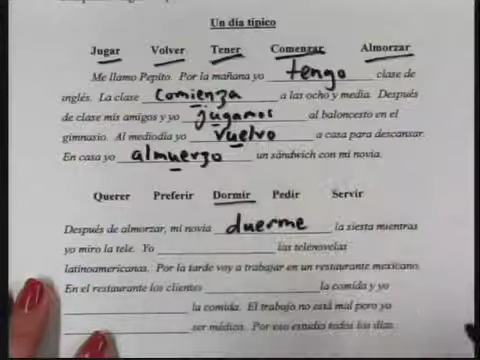 Un día típico
Jugar Volver Tener Comenzar Almorzar
Me llamo Pepito. Por la mañana yo tengo clase de
inglés. La clase comienza a las ocho y media. Después
de clase mis amigos y yo jugamos al baloncesto en el
gimnasio. Al mediodía yo vuelvo a casa para descansar.
En casa yo almuerzo un sándwich con mi novia.
Querer Preferir Dormir Pedir Servir
Después de almorzar, mi novia duerme la siesta mientras
yo miro la tele. Yo ____________ las telenovelas
latinoamericanas. Por la tarde voy a trabajar en un restaurante mexicano.
En el restaurante los clientes ____________ la comida y yo
____________ la comida. El trabajo no está mal pero yo
____________ ser médico. Por eso estudio todos los días.